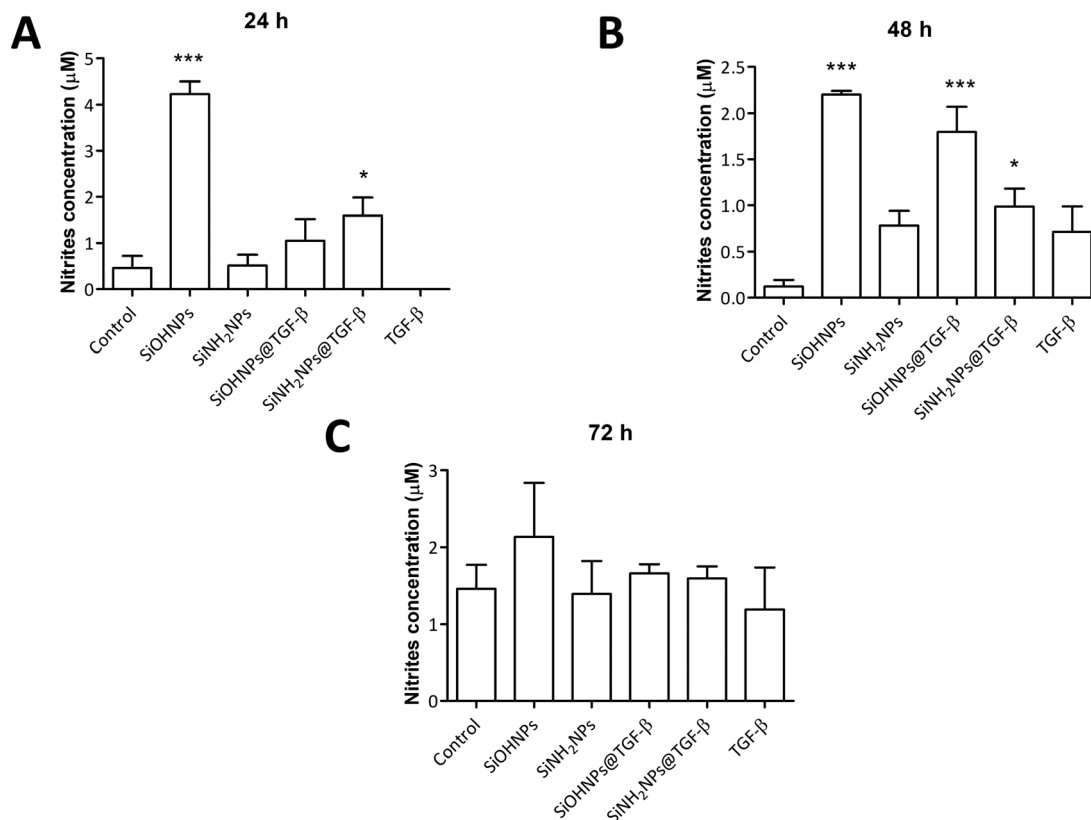 A
24 h
Nitrites concentration (μM)
5
4
3
2
1
0
***
*
Control
SiOHNPs
SiNH₂NPs
SiOHNPs@TGF-β
SiNH₂NPs@TGF-β
TGF-β
B
48 h
Nitrites concentration (μM)
2.5
2.0
1.5
1.0
0.5
0.0
***
***
*
Control
SiOHNPs
SiNH₂NPs
SiOHNPs@TGF-β
SiNH₂NPs@TGF-β
TGF-β
C
72 h
Nitrites concentration (μM)
3
2
1
0
Control
SiOHNPs
SiNH₂NPs
SiOHNPs@TGF-β
SiNH₂NPs@TGF-β
TGF-β